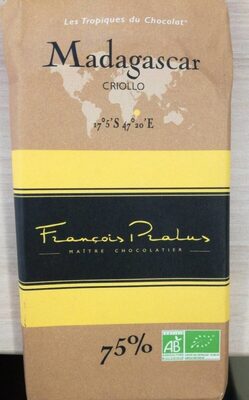 Les Tropiques du Chocolat
Madagascar
CRIOLLO
17°5'S 47°20'E
François Pralus
MAÎTRE CHOCOLATIER
75%
AB